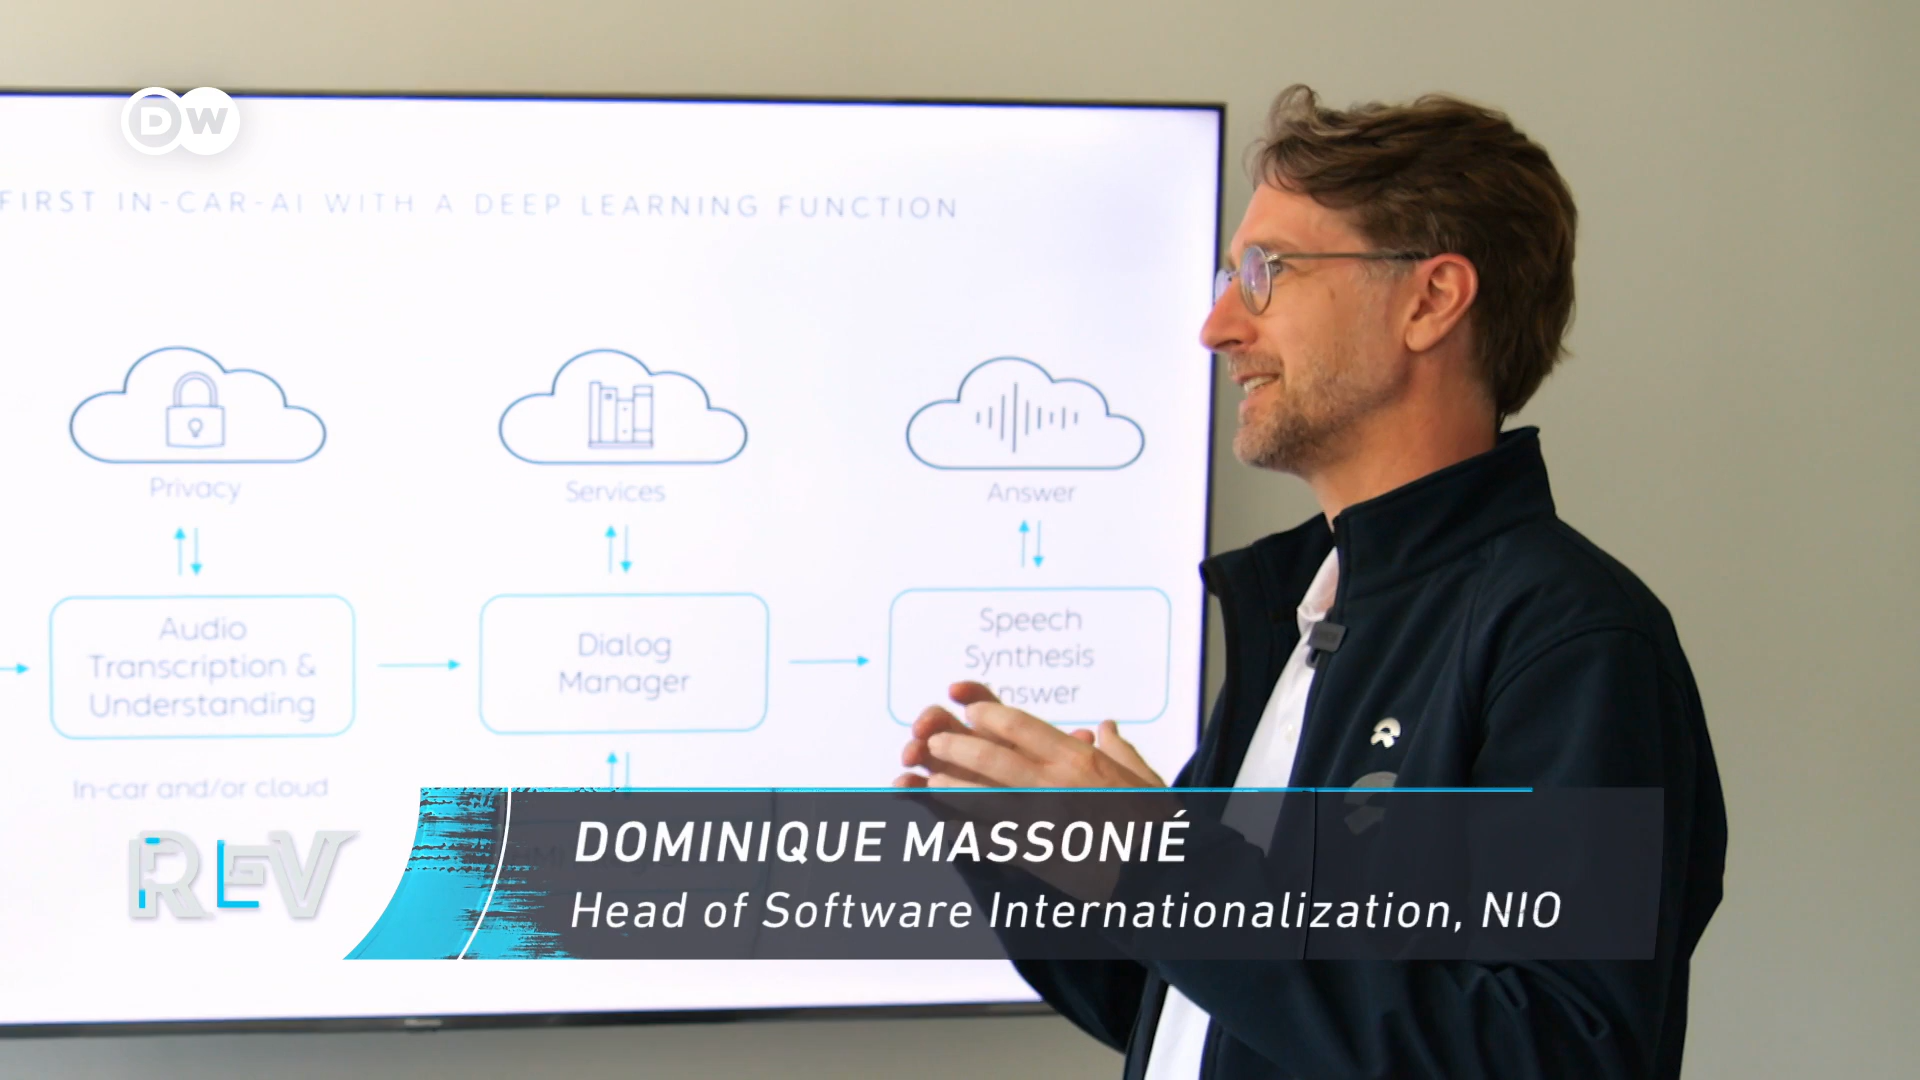 DW
FIRST IN-CAR-AI WITH A DEEP LEARNING FUNCTION
Privacy
Services
Answer
Audio
Transcription &
Understanding
Dialog
Manager
Speech
Synthesis
In-car and/or cloud
REV
DOMINIQUE MASSONIÉ
Head of Software Internationalization, NIO